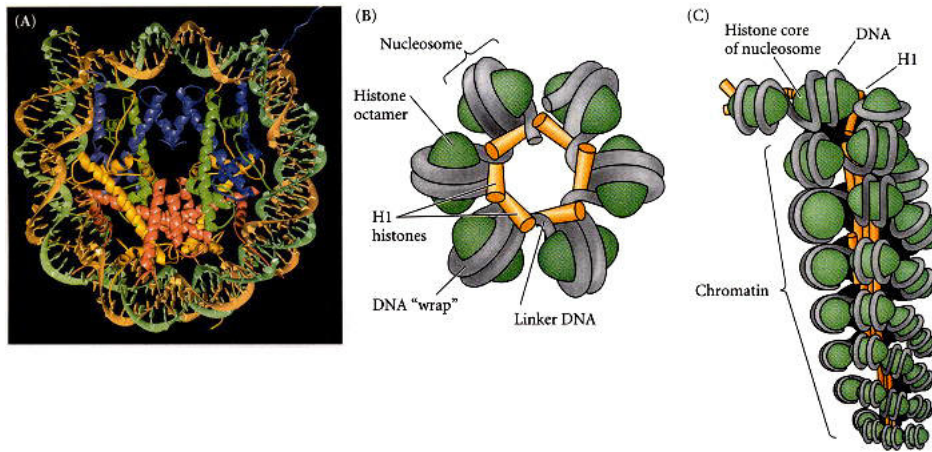 (A)
(B)
Nucleosome
Histone
octamer
H1
histones
DNA “wrap”
Linker DNA
(C)
Histone core
of nucleosome
DNA
H1
Chromatin